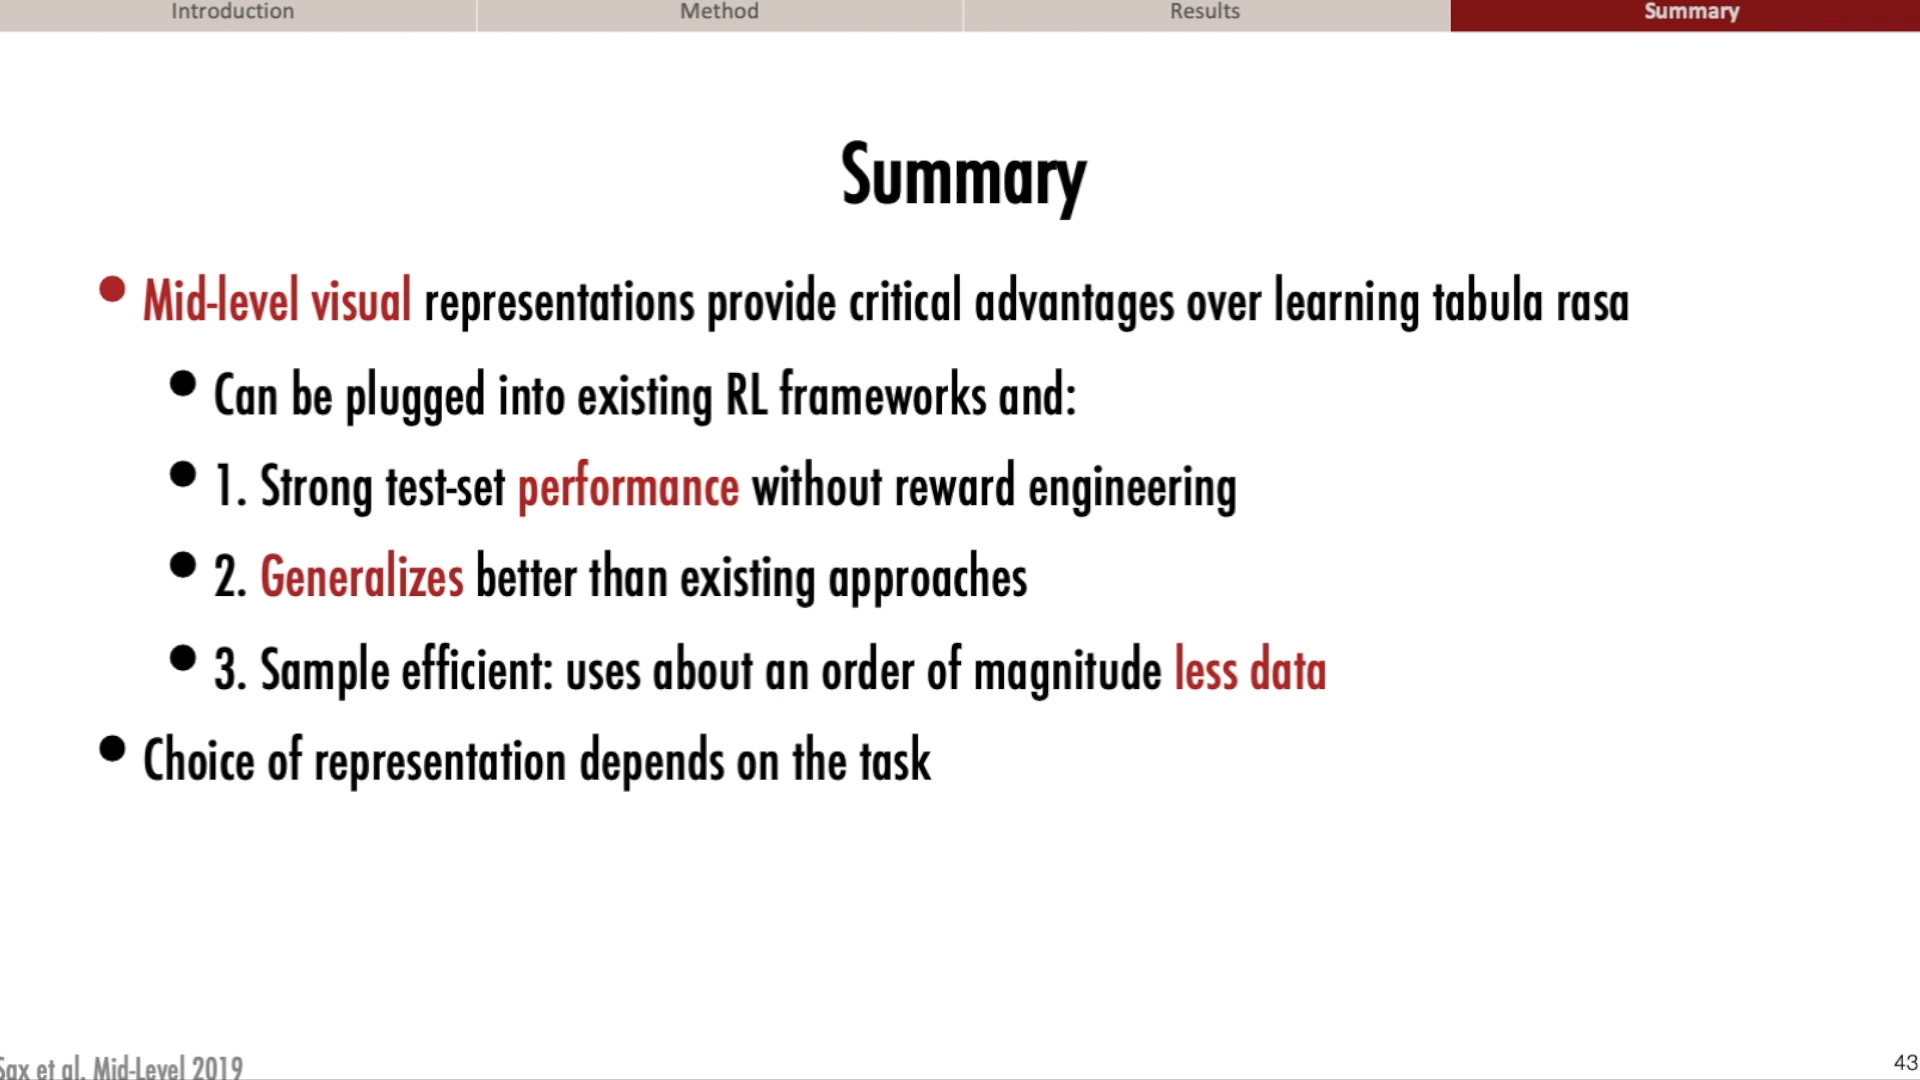 Introduction
Method
Results
Summary
Summary
• Mid-level visual representations provide critical advantages over learning tabula rasa
• Can be plugged into existing RL frameworks and:
• 1. Strong test-set performance without reward engineering
• 2. Generalizes better than existing approaches
• 3. Sample efficient: uses about an order of magnitude less data
• Choice of representation depends on the task
Sax et al. Mid-Level 2019
43